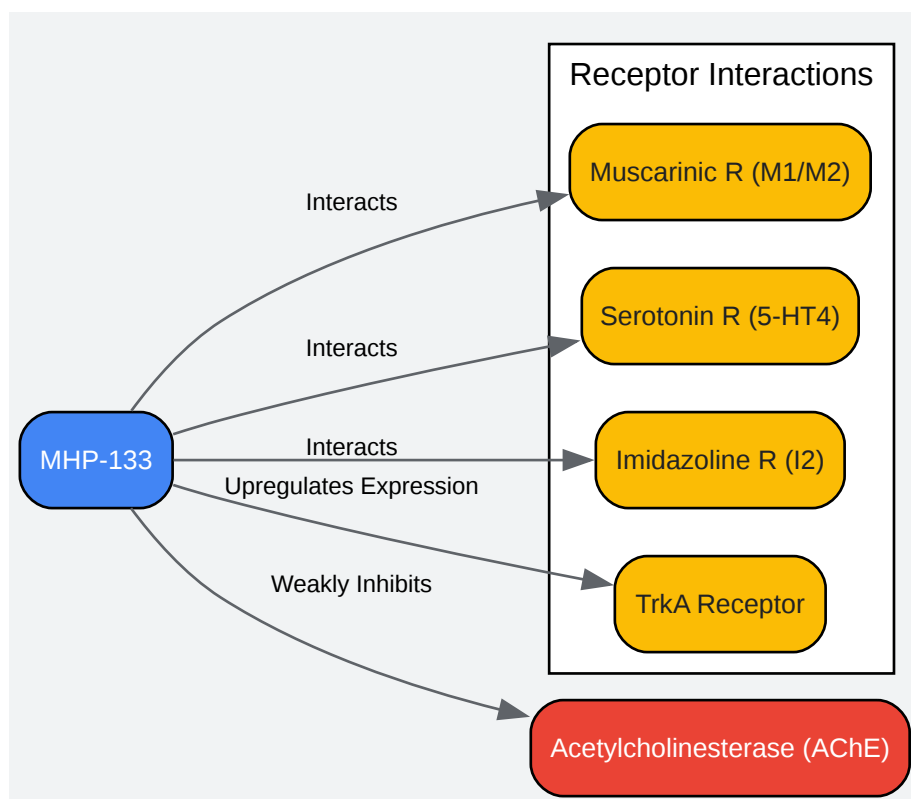 Receptor Interactions
Muscarinic R (M1/M2)
Interacts
Serotonin R (5-HT4)
Interacts
MHP-133
Interacts
Imidazoline R (I2)
Upregulates Expression
Weakly Inhibits
TrkA Receptor
Acetylcholinesterase (AChE)